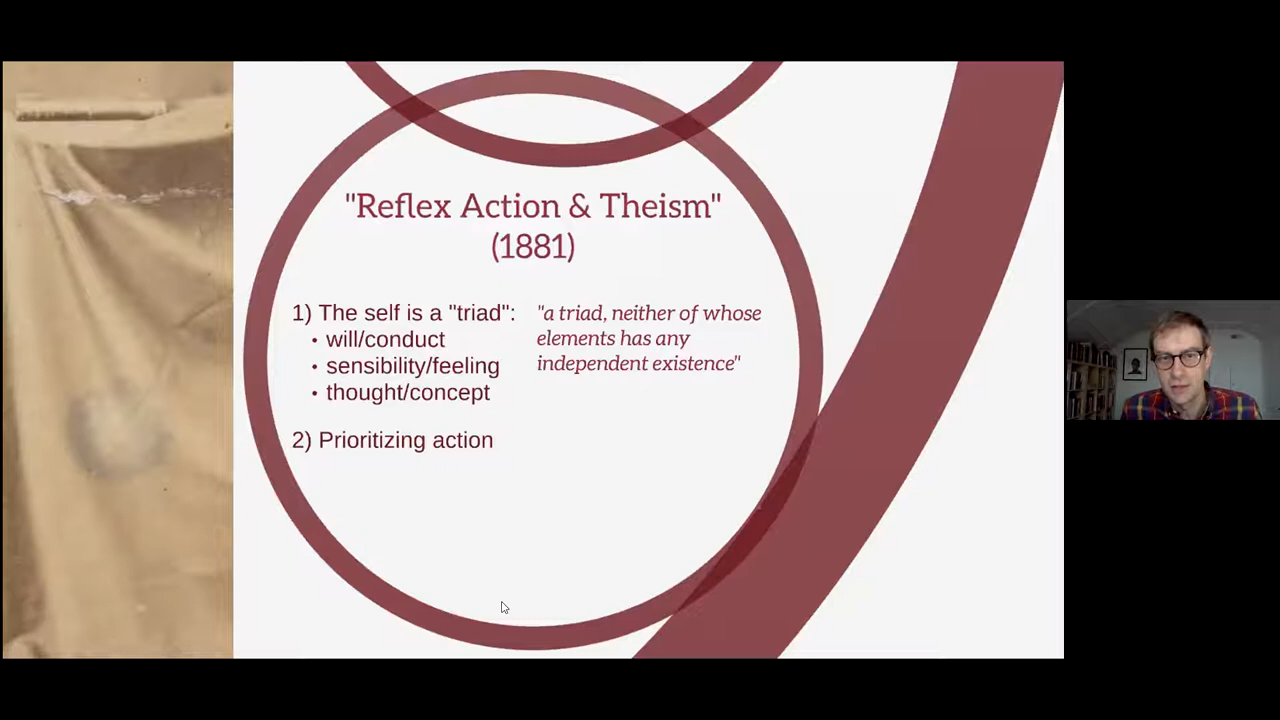 "Reflex Action & Theism"
(1881)
1) The self is a "triad":
• will/conduct
• sensibility/feeling
• thought/concept
2) Prioritizing action
"a triad, neither of whose
elements has any
independent existence"